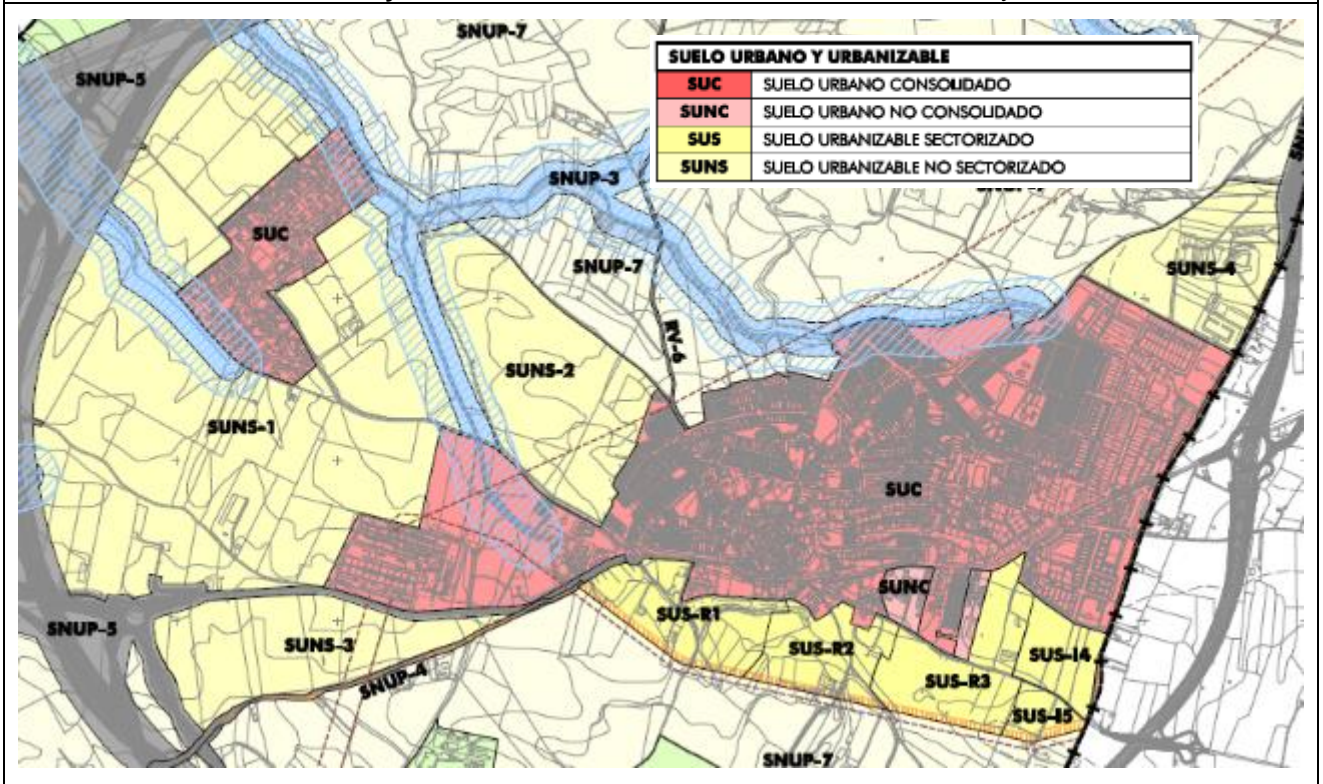 SUELO URBANO Y URBANIZABLE
SUC SUELO URBANO CONSOLIDADO
SUNC SUELO URBANO NO CONSOLIDADO
SUS SUELO URBANIZABLE SECTORIZADO
SUNS SUELO URBANIZABLE NO SECTORIZADO
SNUP-7
SNUP-5
SNUP-3
SUC
SNUP-7
SUNS-4
RV-6
SUNS-2
SUNS-1
SUC
SUNC
SUS-R1
SNUP-5
SUNS-3
SUS-R2
SUS-I4
SNUP-4
SUS-R3
SUS-I5
SNUP-7